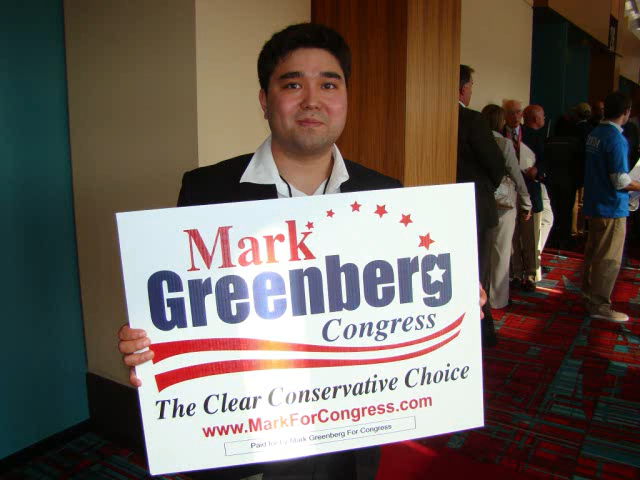 Mark
Greenberg
Congress
The Clear Conservative Choice
www.MarkForCongress.com
Paid for by Mark Greenberg For Congress